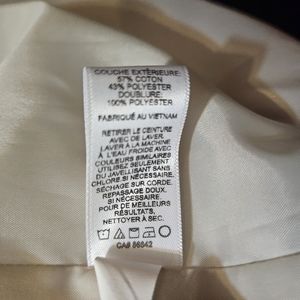 COUCHE EXTÉRIEURE:
57% COTON
43% POLYESTER
DOUBLURE:
100% POLYESTER
FABRIQUÉ AU VIETNAM
RETIRER LE CEINTURE
AVEC DE LAVER.
LAVER À LA MACHINE
À L'EAU FROIDE AVEC
COULEURS SIMILAIRES
UTILISEZ SEULEMENT
DU JAVELLISANT SANS
CHLORE,SI NÉCESSAIRE.
SÉCHAGE SUR CORDE.
REPASSAGE DOUX,
SI NÉCESSAIRE.
POUR DE MEILLEURS
RÉSULTATS,
NETTOYER À SEC.
CA# 56542